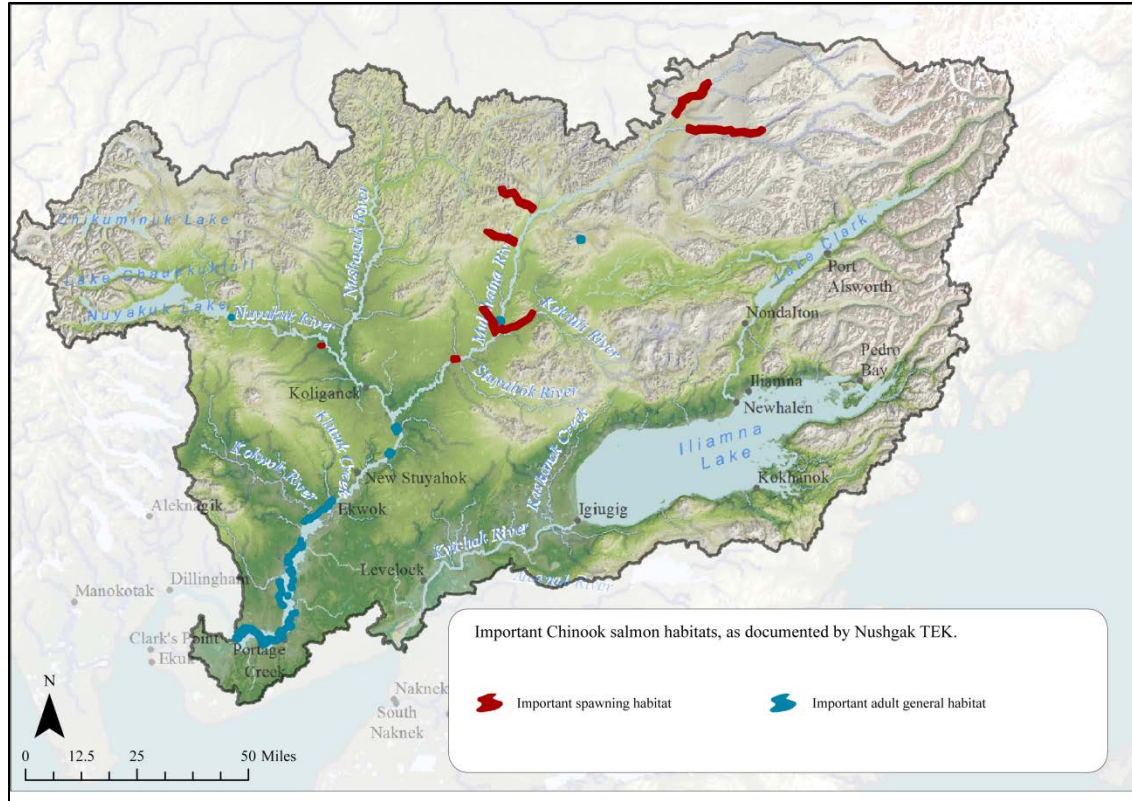 Chikuminuk Lake
Lake Chauekuktuli
Nuyakuk Lake
Nuyakuk River
Nushagak River
Mulchatna River
Koktuli River
Stuyahok River
Lake Clark
Port
Alsworth
Nondalton
Pedro
Bay
Iliamna
Newhalen
Iliamna
Lake
Kokhanok
Koliganek
Klutuk Creek
Kokwok River
New Stuyahok
Ekwok
Kaskanak Creek
Igiugig
Kvichak River
Levelock
Alagnak River
Aleknagik
Dillingham
Manokotak
Clark's Point
Ekuk
Portage
Creek
Naknek
South
Naknek
Important Chinook salmon habitats, as documented by Nushgak TEK.
Important spawning habitat
Important adult general habitat
N
0 12.5 25 50 Miles